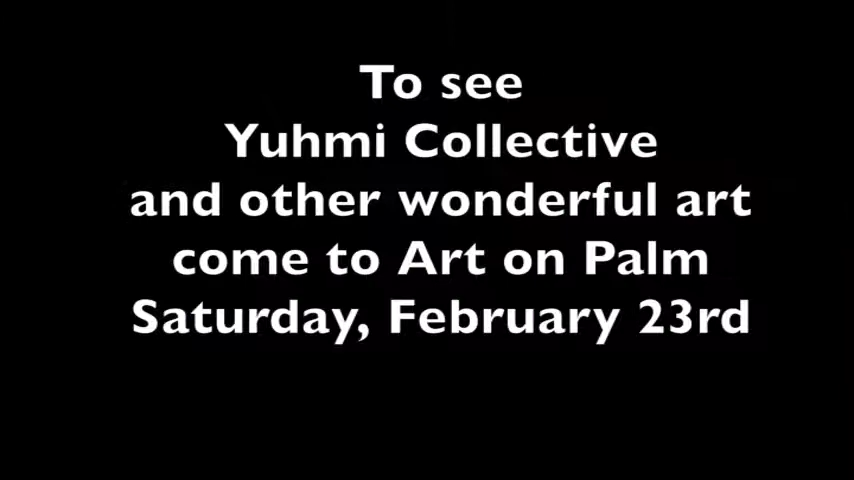 To see
Yuhmi Collective
and other wonderful art
come to Art on Palm
Saturday, February 23rd